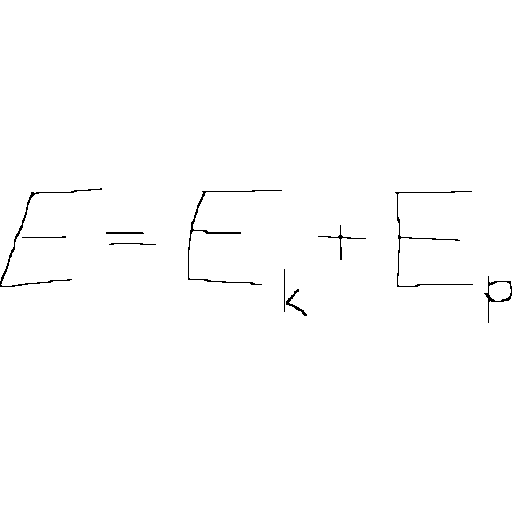 E = E_k + E_p